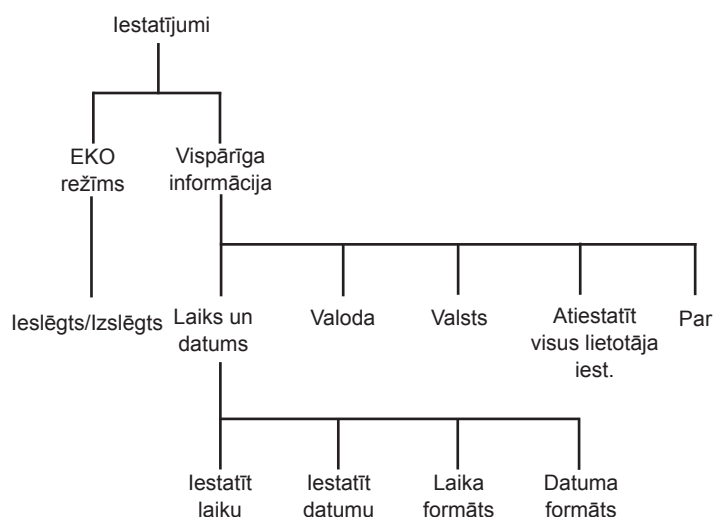 Iestatījumi
EKO
režīms
Vispārīga
informācija
Ieslēgts/Izslēgts
Laiks un
datums
Valoda
Valsts
Atiestatīt
visus lietotāja
iest.
Par
Iestatīt
laiku
Iestatīt
datumu
Laika
formāts
Datuma
formāts